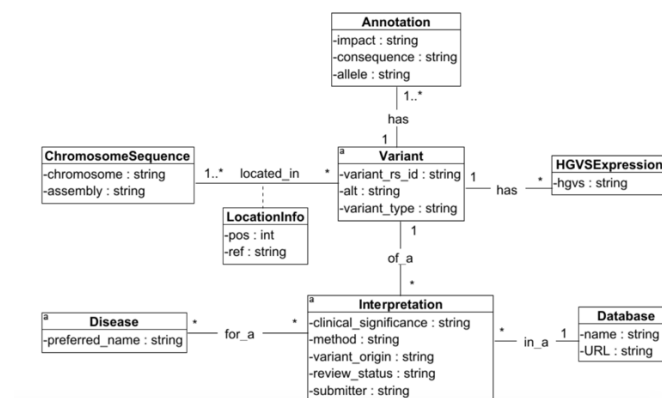 Annotation
-impact : string
-consequence : string
-allele : string
1..*
has
1
ChromosomeSequence
-chromosome : string
-assembly : string
1..* located_in *
a
Variant
-variant_rs_id : string
-alt : string
-variant_type : string
1 has *
HGVSExpression
-hgvs : string
LocationInfo
-pos : int
-ref : string
1
of_a
*
a
Disease
-preferred_name : string
* for_a *
a
Interpretation
-clinical_significance : string
-method : string
-variant_origin : string
-review_status : string
-submitter : string
* in_a 1
Database
-name : string
-URL : string